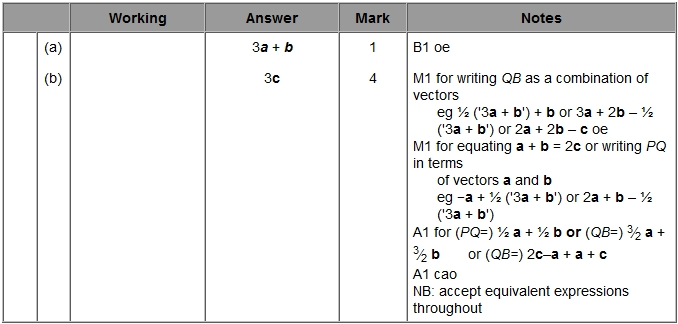 Working Answer Mark Notes
(a) 3a + b 1 B1 oe
(b) 3c 4 M1 for writing QB as a combination of
vectors
eg ½ ('3a + b') + b or 3a + 2b – ½
('3a + b') or 2a + 2b – c oe
M1 for equating a + b = 2c or writing PQ
in terms
of vectors a and b
eg –a + ½ ('3a + b') or 2a + b – ½
('3a + b')
A1 for (PQ=) ½ a + ½ b or (QB=) 3/2 a +
3/2 b or (QB=) 2c–a + a + c
A1 cao
NB: accept equivalent expressions
throughout